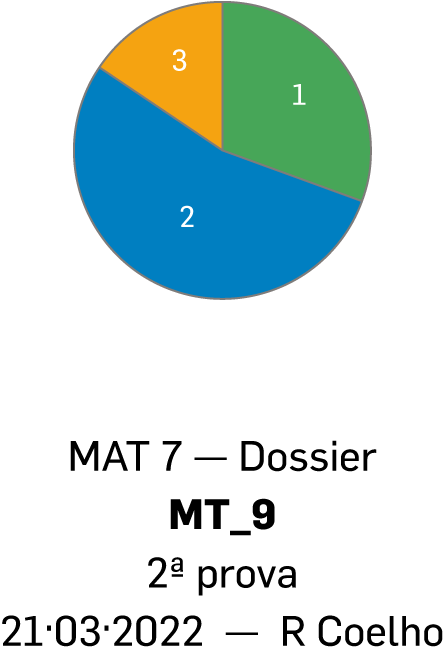 3
1
2
MAT 7 — Dossier
MT_9
2ª prova
21·03·2022 — R Coelho